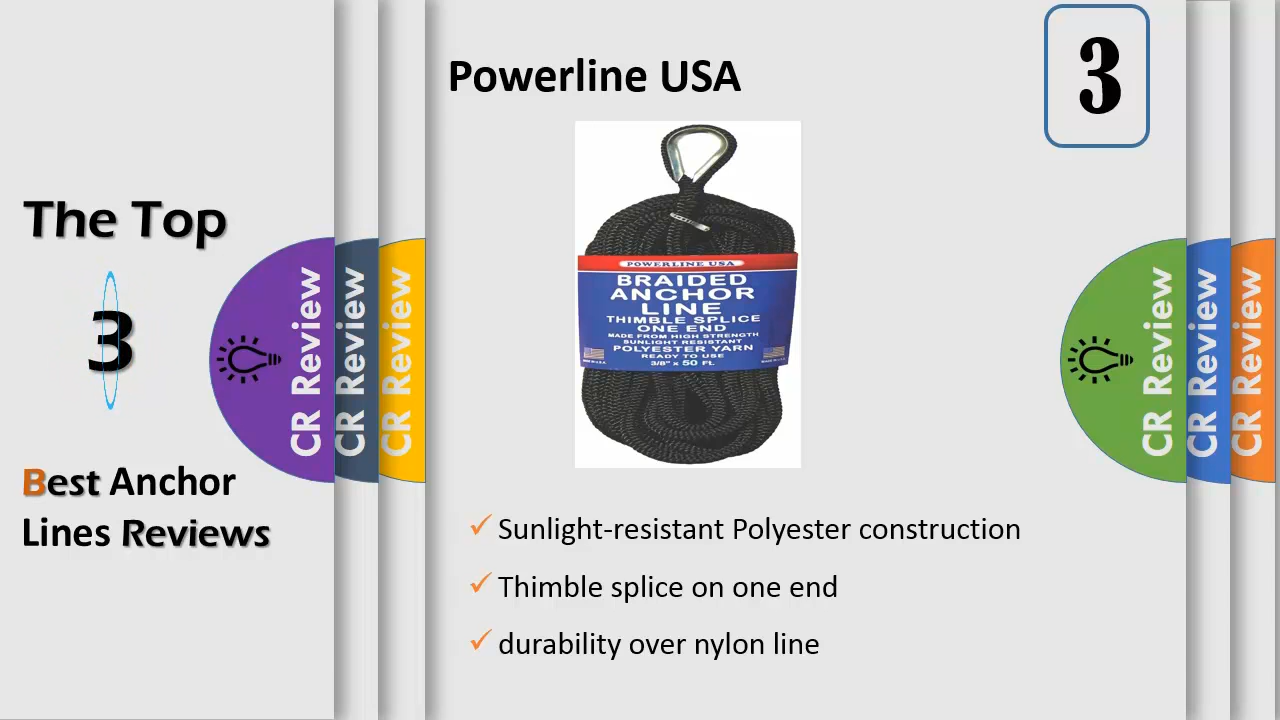 The Top
3
Best Anchor
Lines Reviews
CR Review
CR Review
CR Review
Powerline USA
3
POWERLINE USA
BRAIDED
ANCHOR
LINE
THIMBLE SPLICE
ONE END
MADE FROM HIGH STRENGTH
SUNLIGHT RESISTANT
POLYESTER YARN
READY TO USE
3/8" x 50 FT.
Sunlight-resistant Polyester construction
Thimble splice on one end
durability over nylon line
CR Review
CR Review
CR Review